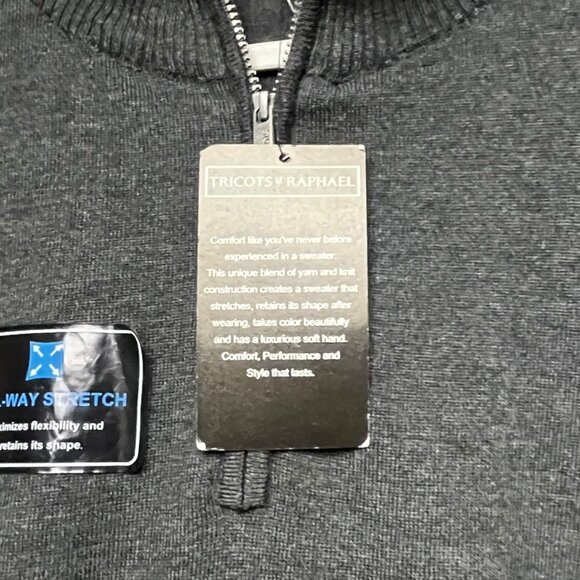 TRICOTS ST RAPHAEL
Comfort like you've never before
experienced in a sweater.
This unique blend of yarn and knit
construction creates a sweater that
stretches, retains its shape after
wearing, takes color beautifully
and has a luxurious soft hand.
Comfort, Performance and
Style that lasts.
-WAY STRETCH
ximizes flexibility and
retains its shape.